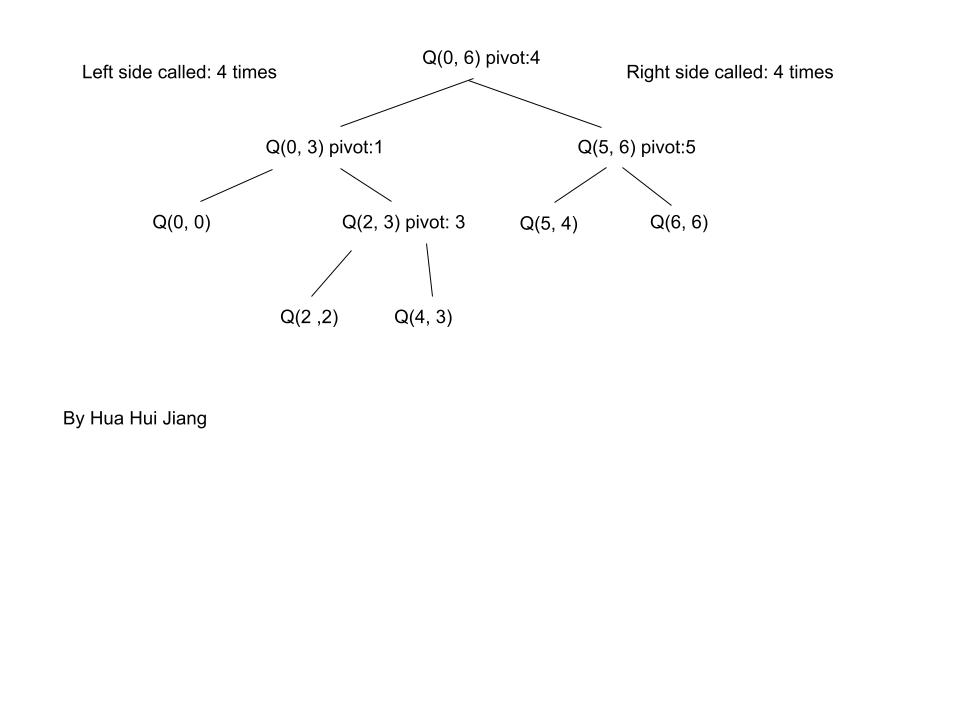 Q(0, 6) pivot:4
Left side called: 4 times
Right side called: 4 times
Q(0, 3) pivot:1
Q(5, 6) pivot:5
Q(0, 0)
Q(2, 3) pivot: 3
Q(5, 4)
Q(6, 6)
Q(2 ,2)
Q(4, 3)
By Hua Hui Jiang